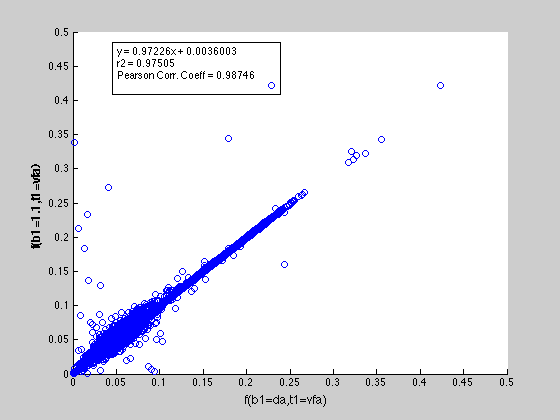 y = 0.97226x + 0.0036003
r2 = 0.97505
Pearson Corr. Coeff = 0.98746
0.5
0.45
0.4
0.35
0.3
0.25
0.2
0.15
0.1
0.05
0
f(b1=1.1,t1=vfa)
0 0.05 0.1 0.15 0.2 0.25 0.3 0.35 0.4 0.45 0.5
f(b1=da,t1=vfa)